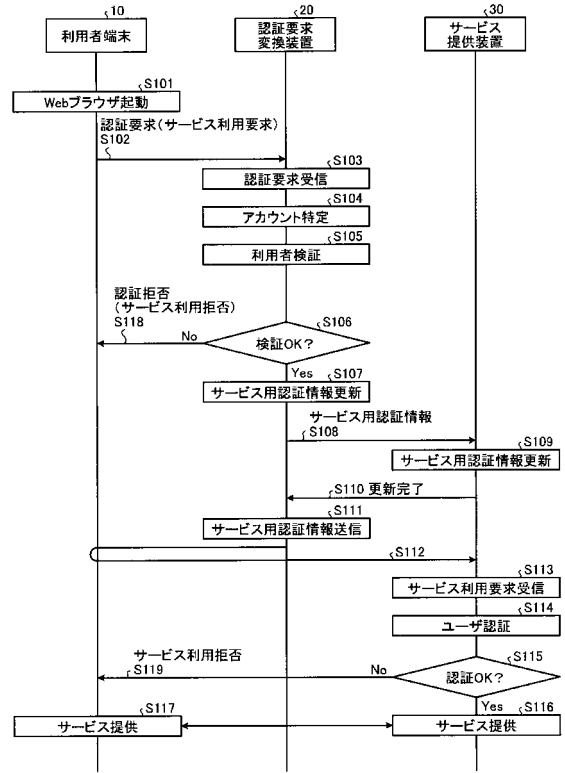 10
利用者端末
20
認証要求
変換装置
30
サービス
提供装置
S101
Webブラウザ起動
認証要求(サービス利用要求)
S102
S103
認証要求受信
S104
アカウント特定
S105
利用者検証
認証拒否
(サービス利用拒否)
S118
No
S106
検証OK?
Yes
S107
サービス用認証情報更新
サービス用認証情報
S108
S109
サービス用認証情報更新
S110 更新完了
S111
サービス用認証情報送信
S112
S113
サービス利用要求受信
S114
ユーザ認証
サービス利用拒否
S119
No
S115
認証OK?
Yes
S117
サービス提供
S116
サービス提供